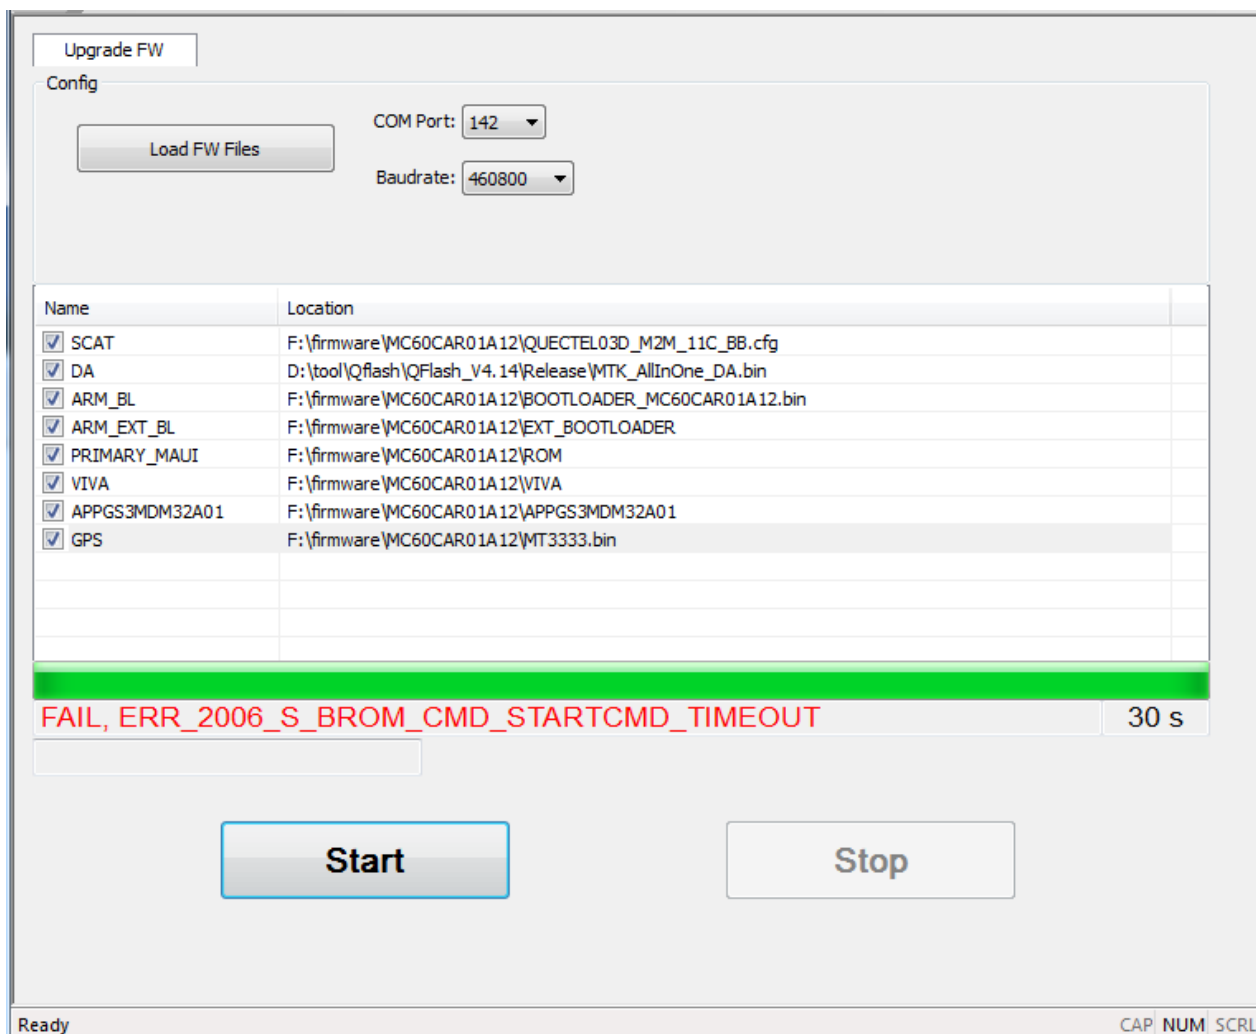 Upgrade FW
Config
Load FW Files
COM Port: 142
Baudrate: 460800
Name Location
SCAT F:\firmware\MC60CAR01A12\QUECTEL03D_M2M_11C_BB.cfg
DA D:\tool\Qflash\QFlash_V4.14\Release\MTK_AllInOne_DA.bin
ARM_BL F:\firmware\MC60CAR01A12\BOOTLOADER_MC60CAR01A12.bin
ARM_EXT_BL F:\firmware\MC60CAR01A12\EXT_BOOTLOADER
PRIMARY_MAUI F:\firmware\MC60CAR01A12\ROM
VIVA F:\firmware\MC60CAR01A12\VIVA
APPGS3MDM32A01 F:\firmware\MC60CAR01A12\APPGS3MDM32A01
GPS F:\firmware\MC60CAR01A12\MT3333.bin
FAIL, ERR_2006_S_BROM_CMD_STARTCMD_TIMEOUT 30 s
Start Stop
Ready CAP NUM SCRL